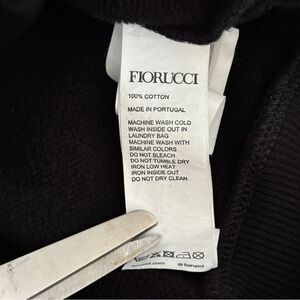 FIORUCCI
100% COTTON
MADE IN PORTUGAL
MACHINE WASH COLD
WASH INSIDE OUT IN
LAUNDRY BAG
MACHINE WASH WITH
SIMILAR COLORS
DO NOT BLEACH
DO NOT TUMBLE DRY
IRON LOW HEAT
IRON INSIDE OUT
DO NOT DRY CLEAN
fiorucci